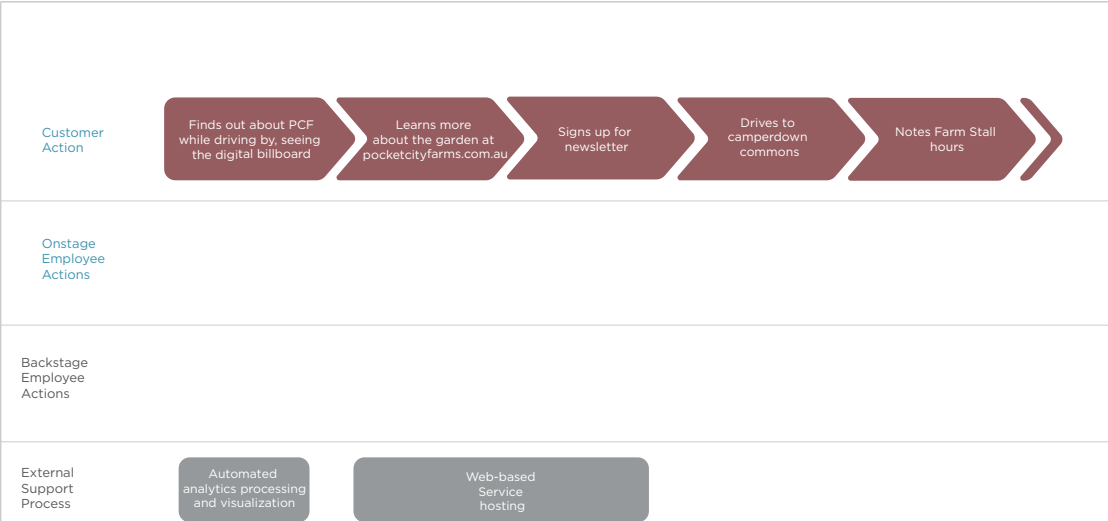 Customer
Action
Finds out about PCF
while driving by, seeing
the digital billboard
Learns more
about the garden at
pocketcityfarms.com.au
Signs up for
newsletter
Drives to
camperdown
commons
Notes Farm Stall
hours
Onstage
Employee
Actions
Backstage
Employee
Actions
External
Support
Process
Automated
analytics processing
and visualization
Web-based
Service
hosting